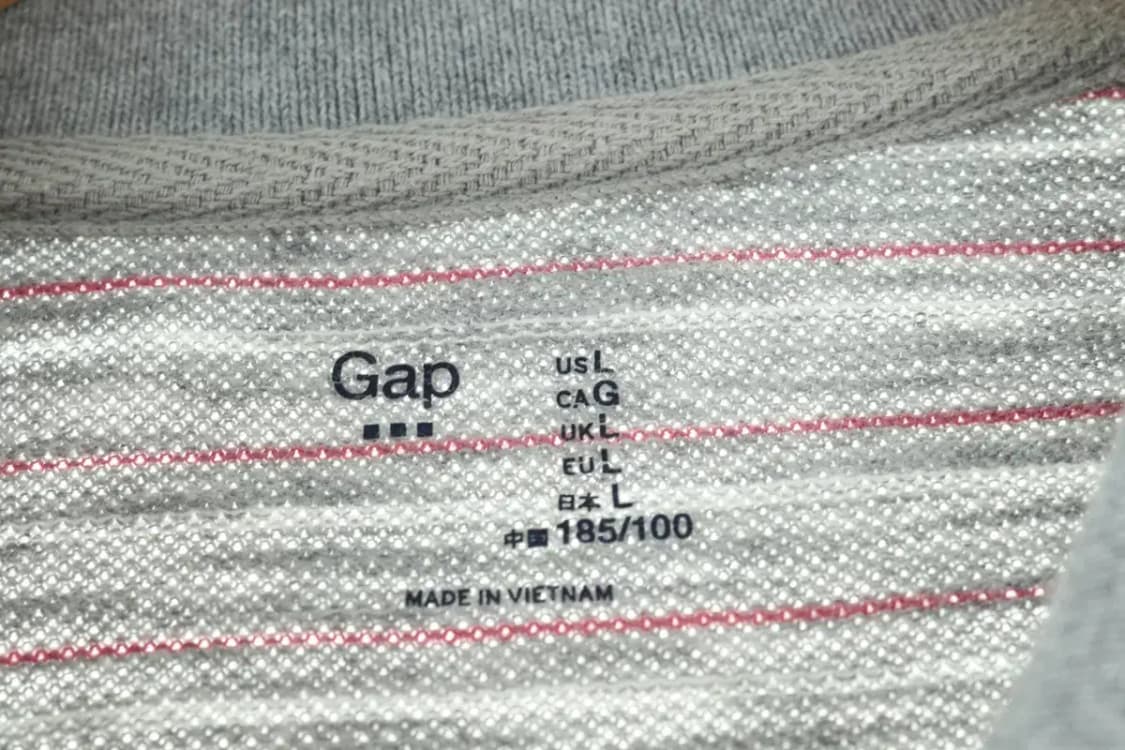 Gap
US L
CA G
UK L
EU L
日本 L
中国 185/100
MADE IN VIETNAM